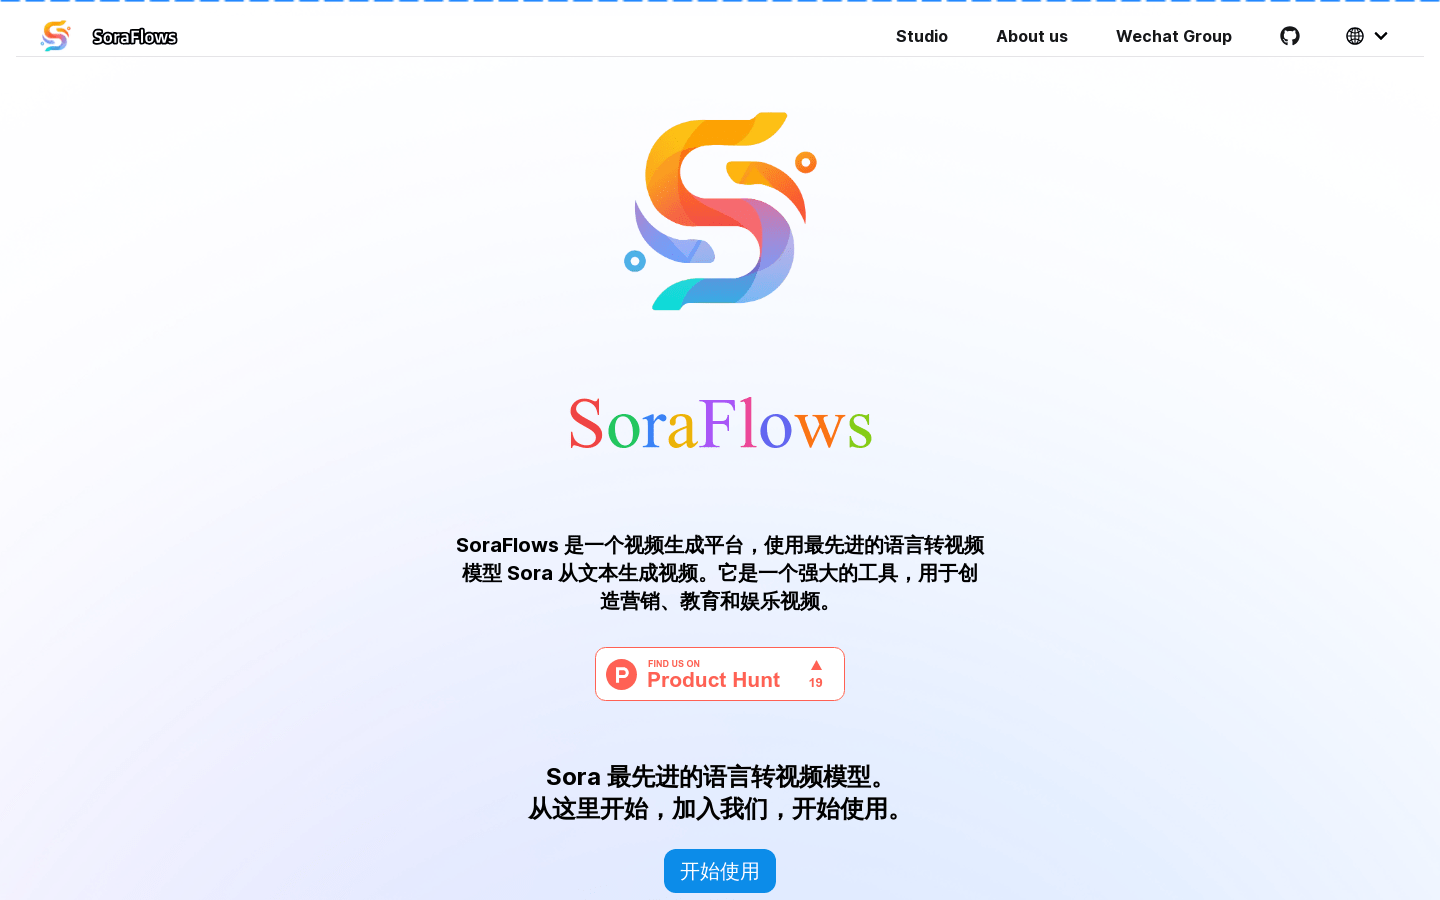 SoraFlows
Studio
About us
Wechat Group
SoraFlows
SoraFlows 是一个视频生成平台，使用最先进的语言转视频
模型 Sora 从文本生成视频。它是一个强大的工具，用于创
造营销、教育和娱乐视频。
FIND US ON
Product Hunt
19
Sora 最先进的语言转视频模型。
从这里开始，加入我们，开始使用。
开始使用